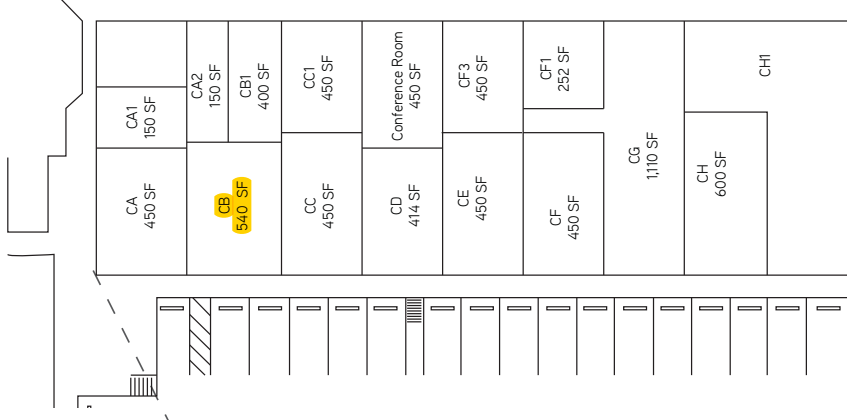 CA2
150 SF
CB1
400 SF
CC1
450 SF
Conference Room
450 SF
CF3
450 SF
CF1
252 SF
CH1
CA1
150 SF
CG
1,110 SF
CH
600 SF
CA
450 SF
CB
540 SF
CC
450 SF
CD
414 SF
CE
450 SF
CF
450 SF